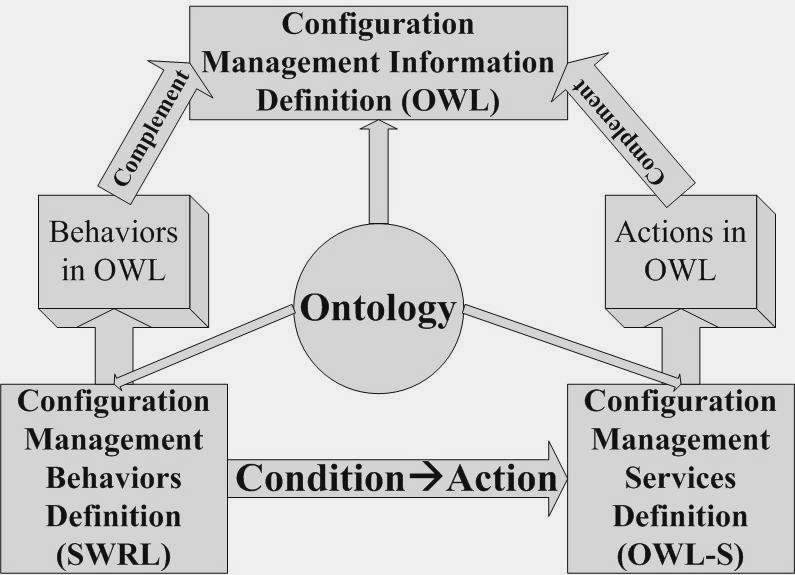 Configuration
Management Information
Definition (OWL)
Complement
Complement
Behaviors
in OWL
Actions in
OWL
Ontology
Configuration
Management
Behaviors
Definition
(SWRL)
Condition→Action
Configuration
Management
Services
Definition
(OWL-S)